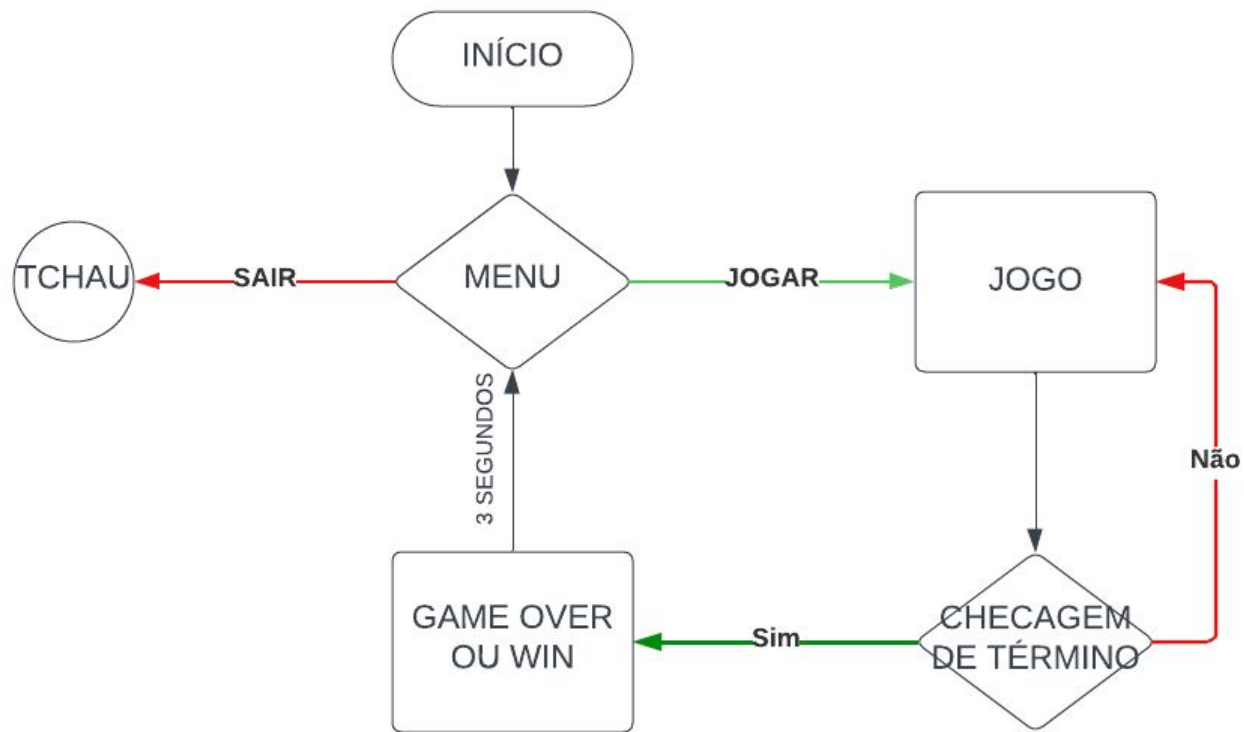 INÍCIO
TCHAU
SAIR
MENU
JOGAR
JOGO
3 SEGUNDOS
Não
GAME OVER
OU WIN
Sim
CHECAGEM
DE TÉRMINO